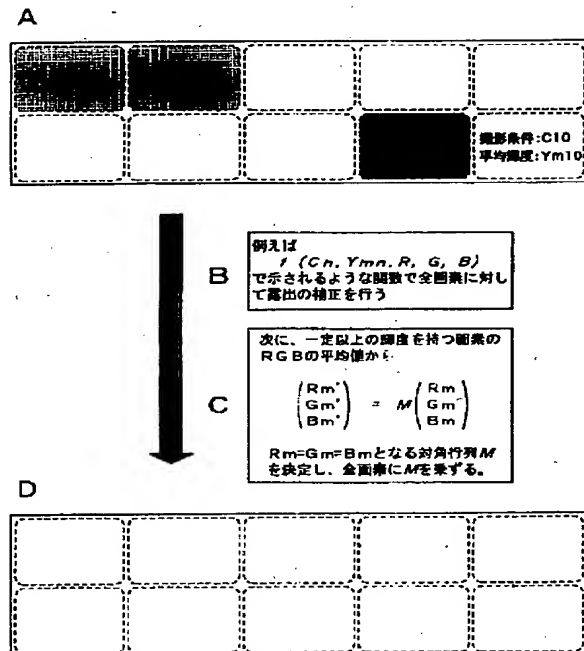 A
撮影条件:C10
平均輝度:Ym10
B
例えば
f (Cn, Ymn, R, G, B)
で示されるような関数で全画素に対し
て露出の補正を行う
C
次に、一定以上の輝度を持つ画素の
RGBの平均値から
(Rm' Gm' Bm') = M (Rm Gm Bm)
Rm=Gm=Bmとなる対角行列M
を決定し、全画素にMを乗ずる。
D